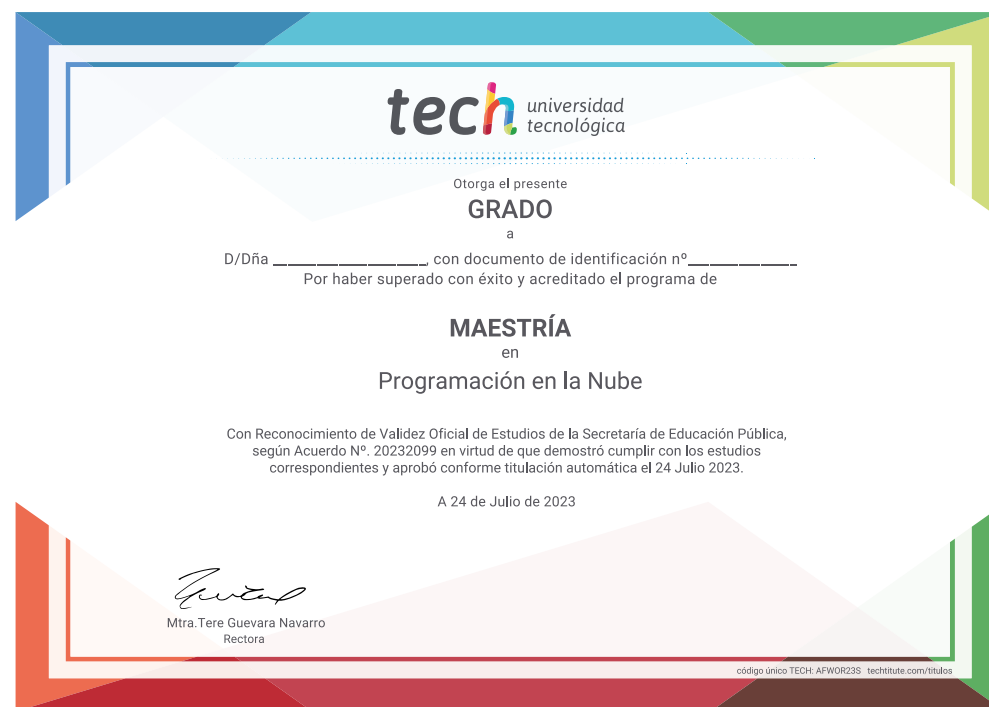 tech universidad
tecnológica
Otorga el presente
GRADO
a
D/Dña ____________________, con documento de identificación nº______________
Por haber superado con éxito y acreditado el programa de
MAESTRÍA
en
Programación en la Nube
Con Reconocimiento de Validez Oficial de Estudios de la Secretaría de Educación Pública,
según Acuerdo Nº. 20232099 en virtud de que demostró cumplir con los estudios
correspondientes y aprobó conforme titulación automática el 24 Julio 2023.
A 24 de Julio de 2023
Mtra.Tere Guevara Navarro
Rectora
código único TECH: AFWOR23S techtitute.com/titulos